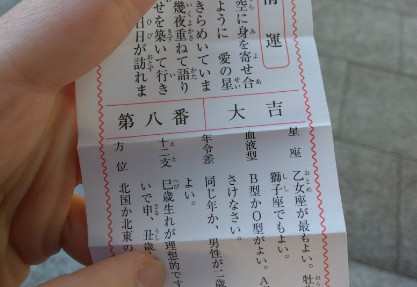 情運
空に身を寄せ合
ように 愛の星
きらめいていま
幾夜重ねて語り
せを築いて行き
日が訪れま
第八番
大吉
星座
乙女座が最もよい。牡
獅子座でもよい。
血液型
B型かO型がよい。A
さけなさい。
年令差
同じ年か、男性が二歳
よい。
十二支
巳歳生れが理想的です
いで申、丑歳
方位
北国か北東の